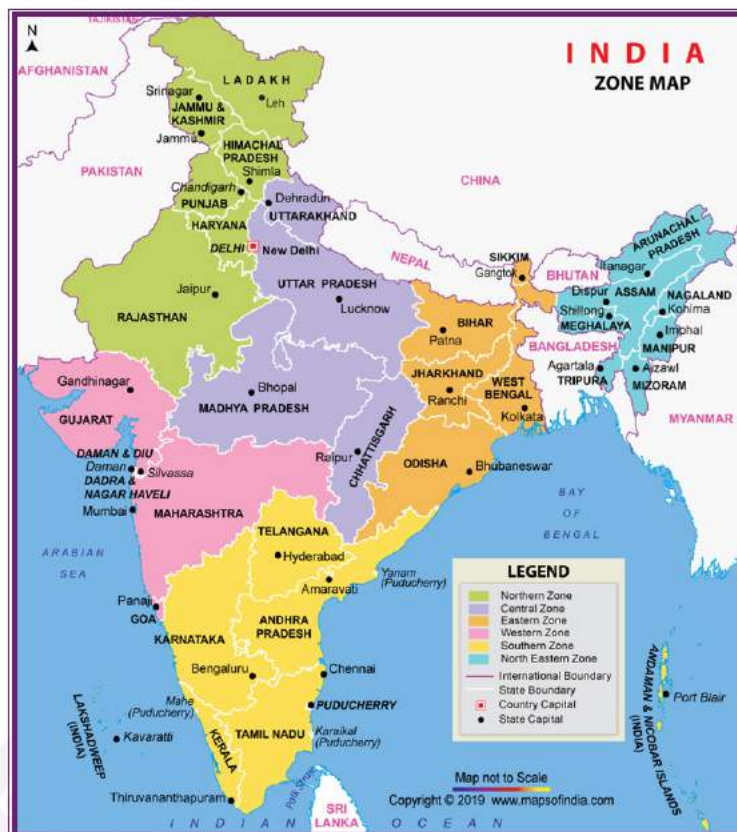 TAJIKISTAN
N
INDIA
ZONE MAP
AFGHANISTAN
LADAKH
Srinagar
Leh
JAMMU &
KASHMIR
Jammu
HIMACHAL
PRADESH
PAKISTAN
Shimla
CHINA
Chandigarh
PUNJAB
Dehradun
UTTARAKHAND
HARYANA
DELHI
New Delhi
NEPAL
SIKKIM
Gangtok
BHUTAN
ARUNACHAL
PRADESH
Itanagar
UTTAR PRADESH
Lucknow
Jaipur
RAJASTHAN
Dispur
ASSAM
NAGALAND
Kohima
Shillong
MEGHALAYA
Imphal
MANIPUR
BIHAR
Patna
BANGLADESH
Agartala
TRIPURA
Aizawl
MIZORAM
JHARKHAND
Ranchi
WEST
BENGAL
Kolkata
MYANMAR
Gandhinagar
GUJARAT
Bhopal
MADHYA PRADESH
CHHATTISGARH
Raipur
ODISHA
Bhubaneswar
DAMAN & DIU
Daman
Silvassa
DADRA &
NAGAR HAVELI
Mumbai
MAHARASHTRA
BAY
OF
BENGAL
ARABIAN
SEA
TELANGANA
Hyderabad
Yanam
(Puducherry)
Amaravati
Panaji
GOA
KARNATAKA
ANDHRA
PRADESH
Bengaluru
Chennai
Mahe
(Puducherry)
PUDUCHERRY
Karaikal
(Puducherry)
TAMIL NADU
KERALA
LAKSHADWEEP
(INDIA)
Kavaratti
Thiruvananthapuram
Palk Strait
SRI
LANKA
INDIAN OCEAN
LEGEND
Northern Zone
Central Zone
Eastern Zone
Western Zone
Southern Zone
North Eastern Zone
International Boundary
State Boundary
Country Capital
State Capital
ANDAMAN & NICOBAR ISLANDS
(INDIA)
Port Blair
Map not to Scale
Copyright © 2019 www.mapsofindia.com